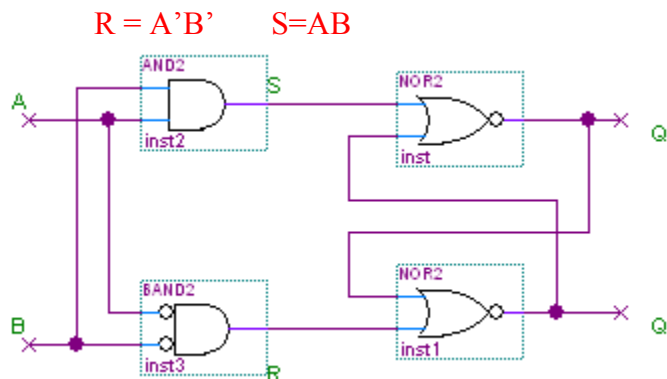 R = A’B’ S=AB
AND2
S
NOR2
A
inst2
inst
Q
BAND2
NOR2
B
inst3
inst1
Q
R